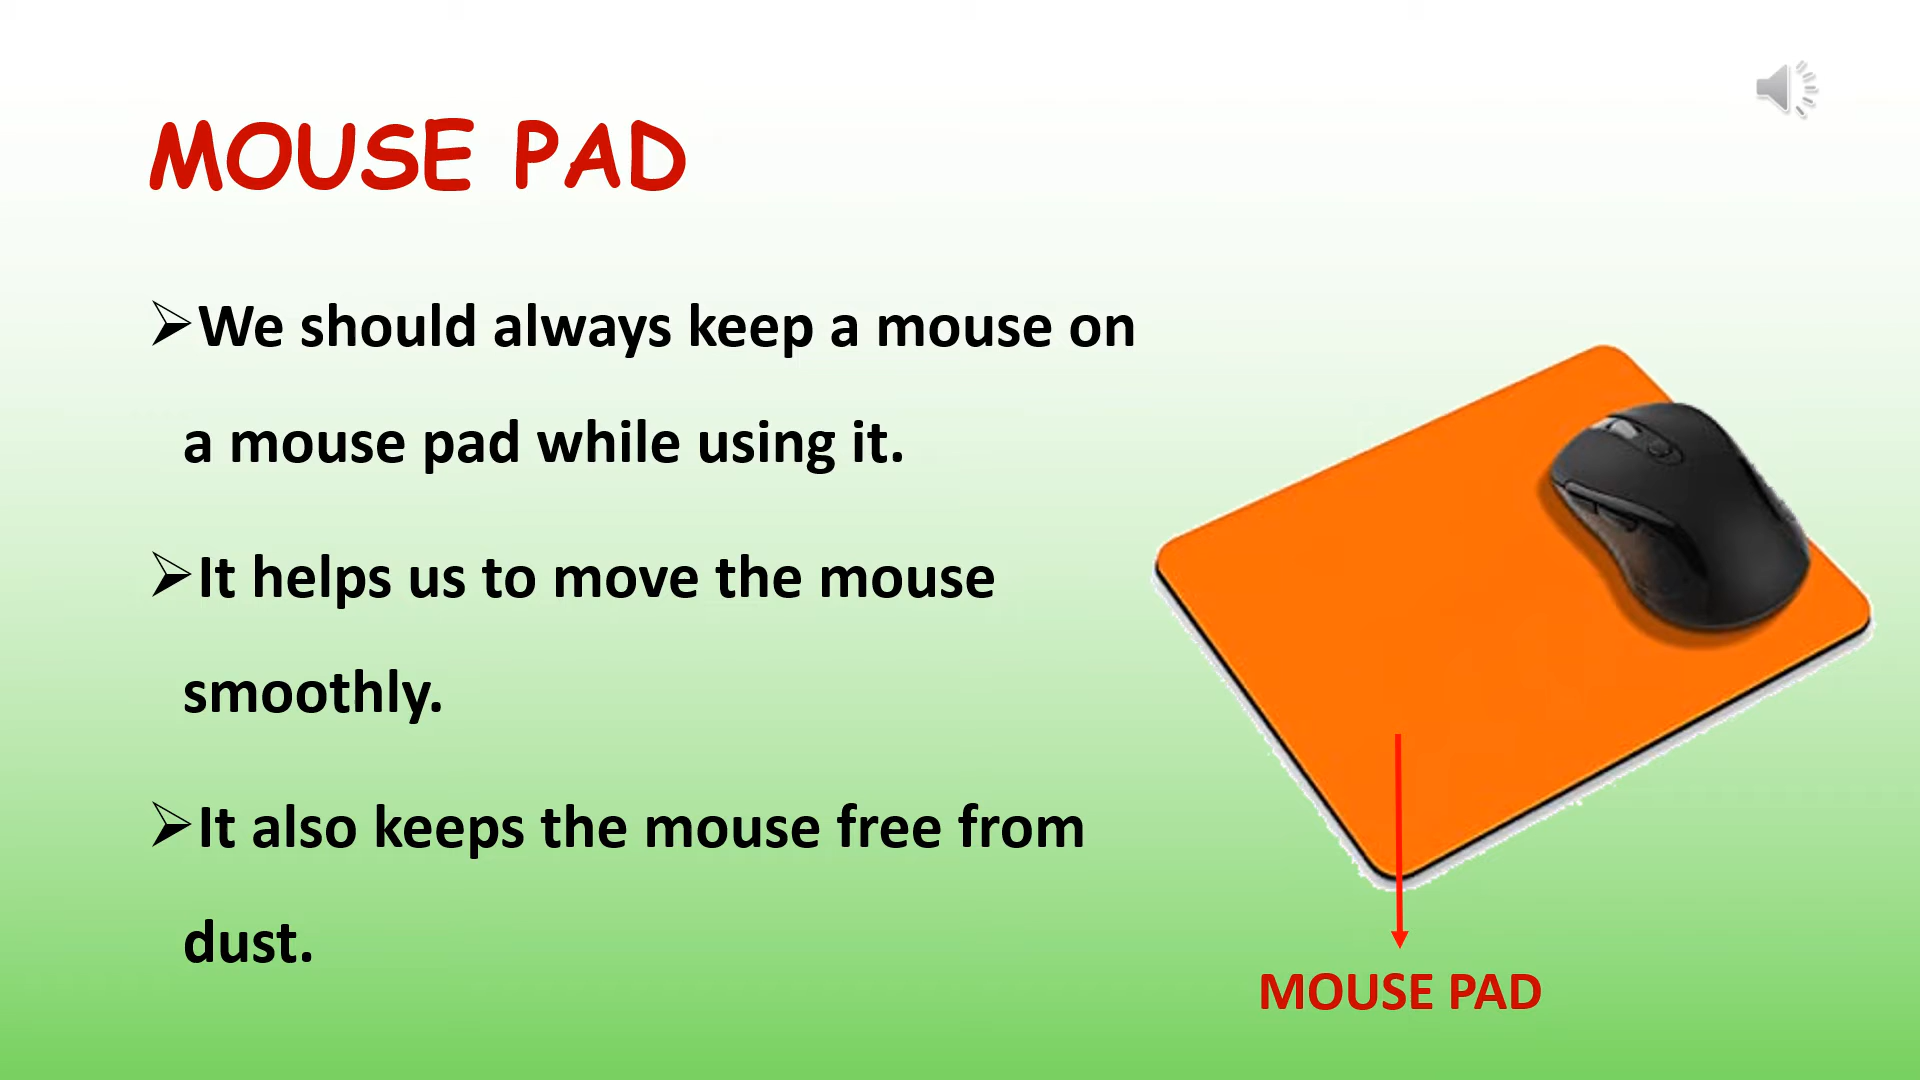 MOUSE PAD
➢We should always keep a mouse on
a mouse pad while using it.
➢It helps us to move the mouse
smoothly.
➢It also keeps the mouse free from
dust.
MOUSE PAD